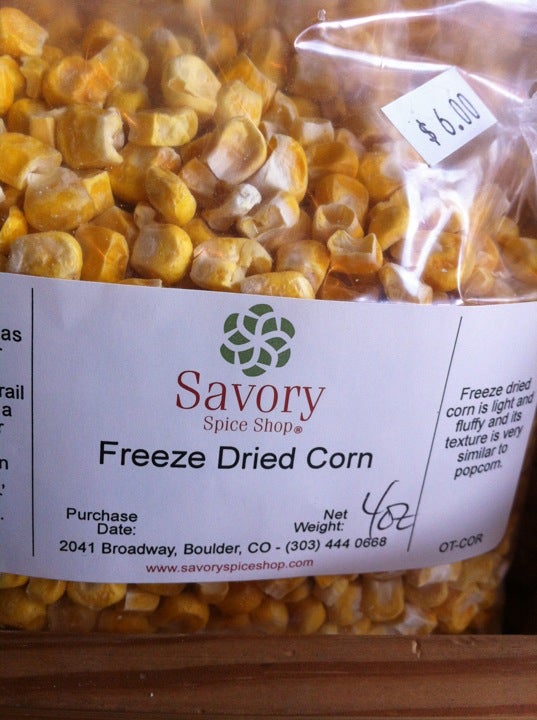 $6.00
as
rail
a
n
Savory
Spice Shop®
Freeze Dried Corn
Purchase
Date:
Net
Weight: 4oz
2041 Broadway, Boulder, CO - (303) 444 0668
www.savoryspiceshop.com
Freeze dried
corn is light and
fluffy and its
texture is very
similar to
popcorn.
OT-COR